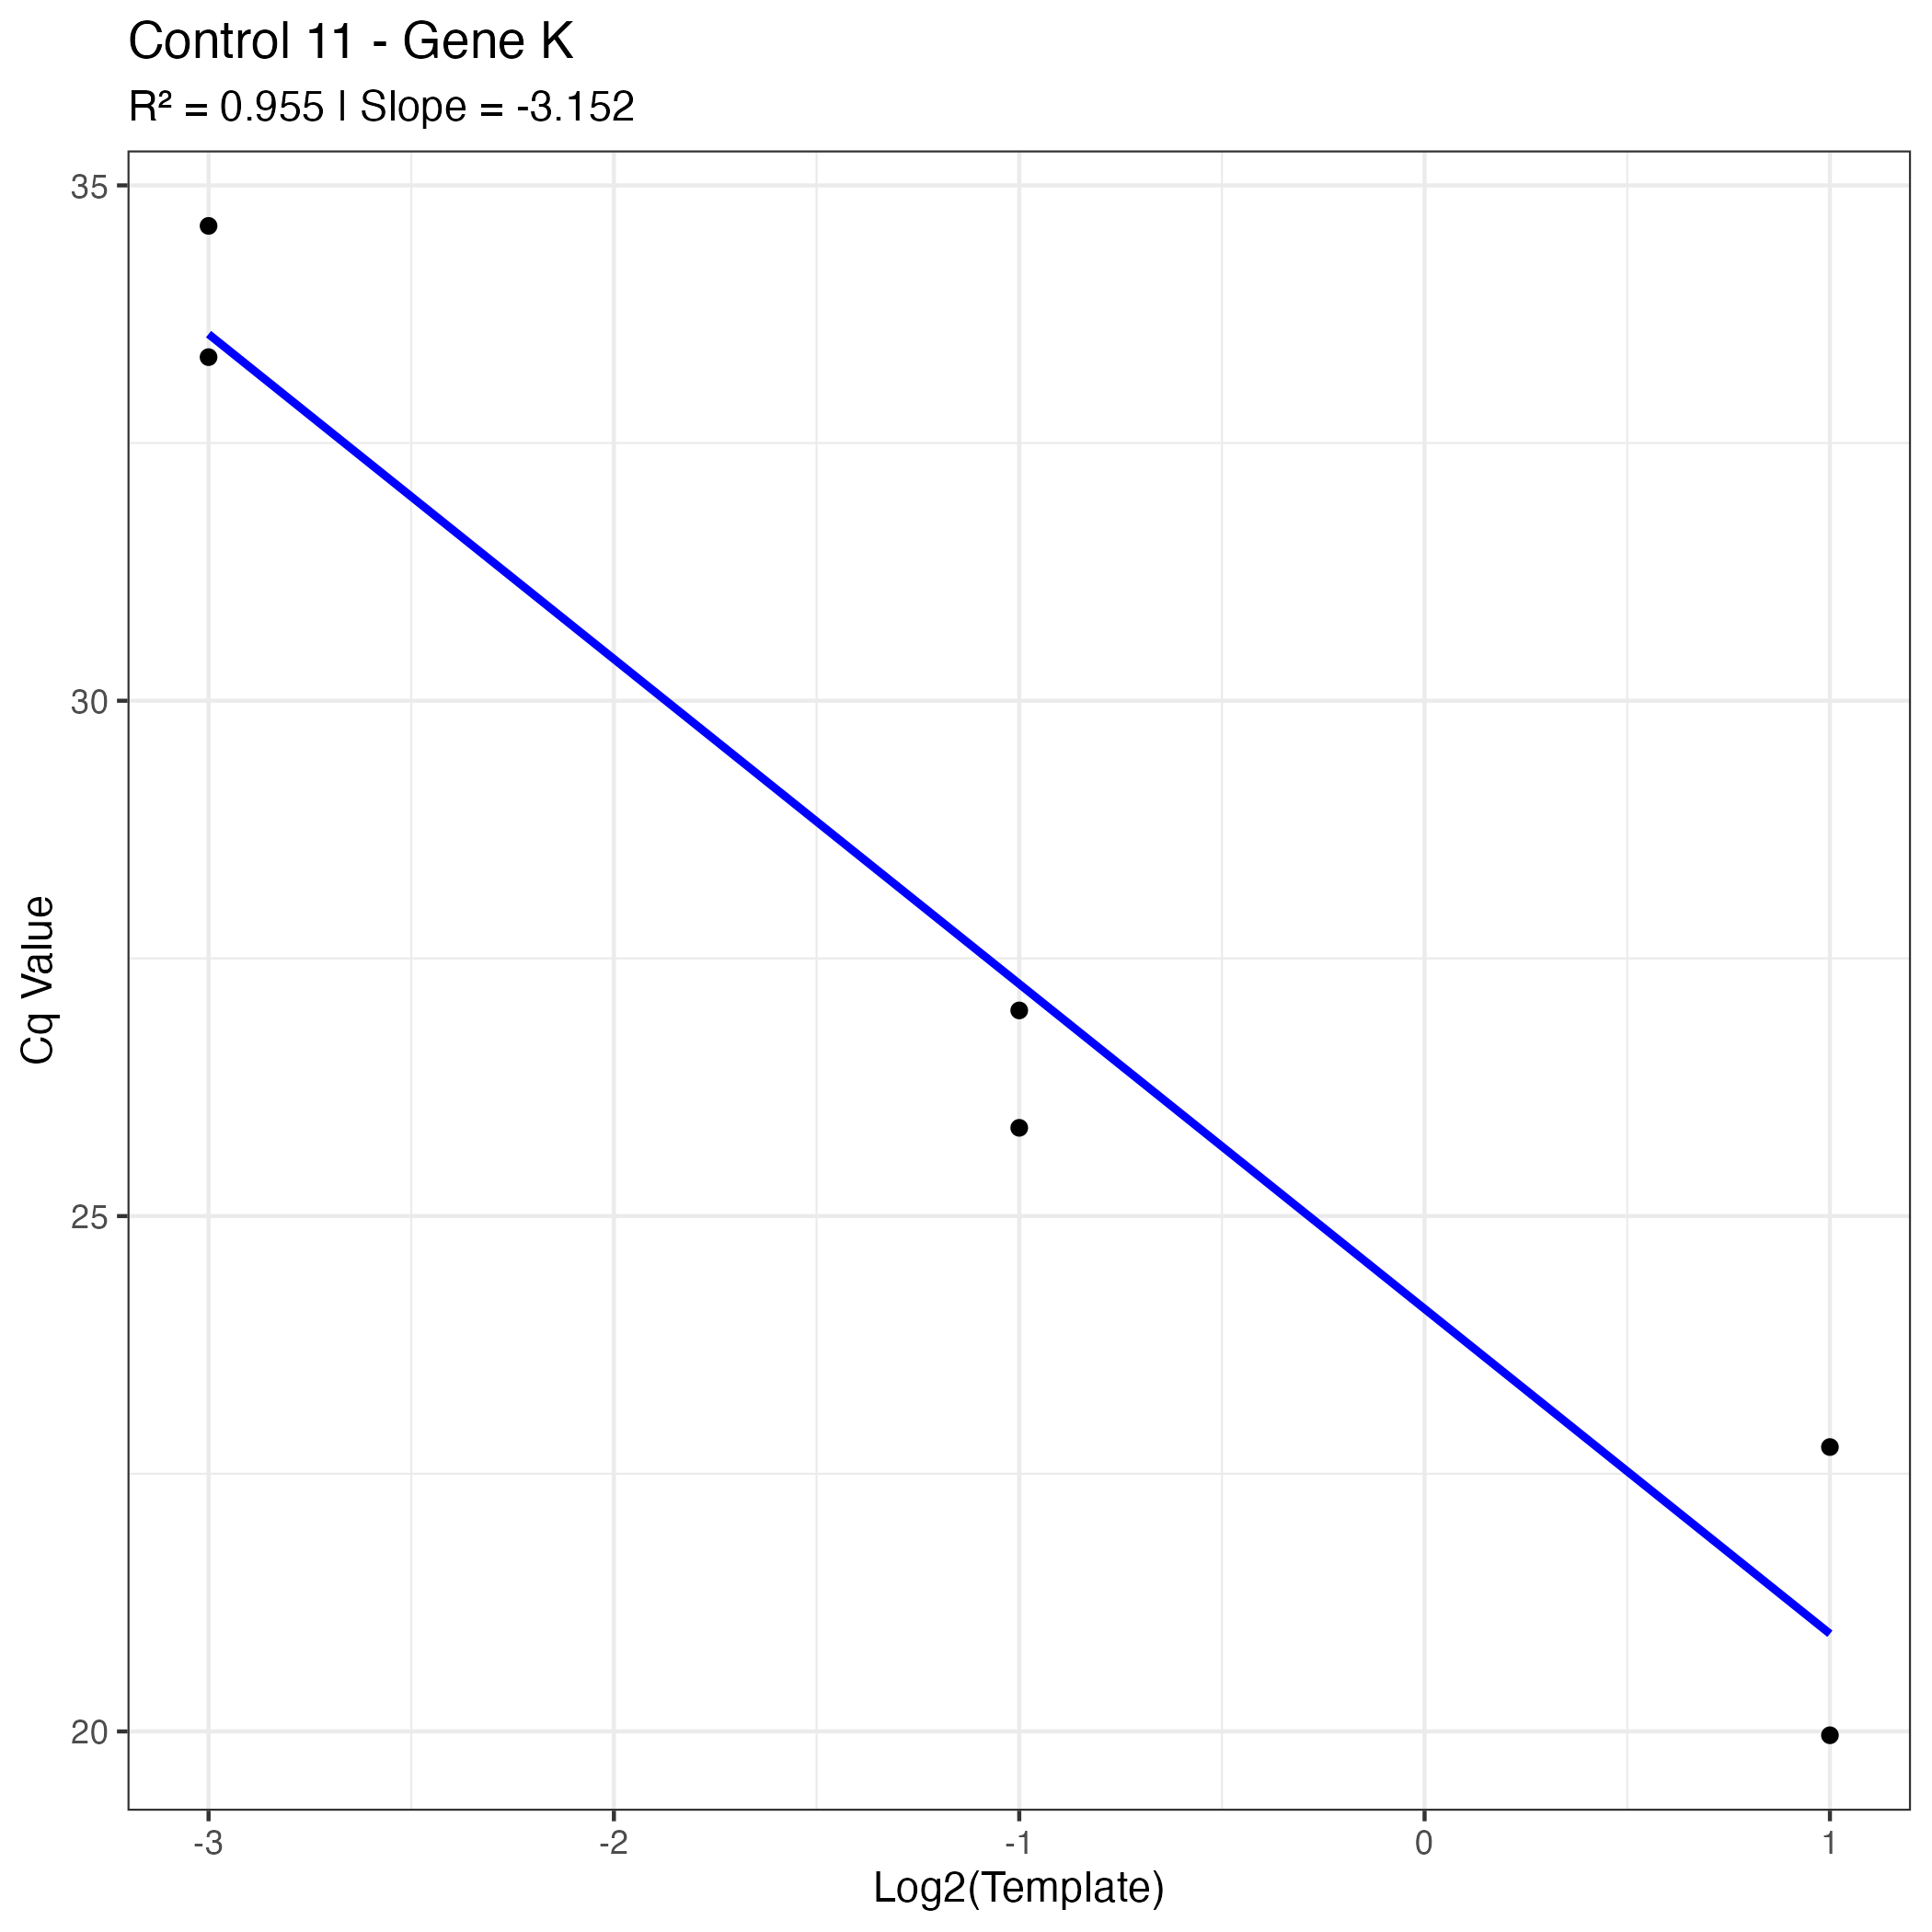 Control 11 - Gene K
R² = 0.955 | Slope = -3.152
35
30
25
20
Cq Value
-3 -2 -1 0 1
Log2(Template)